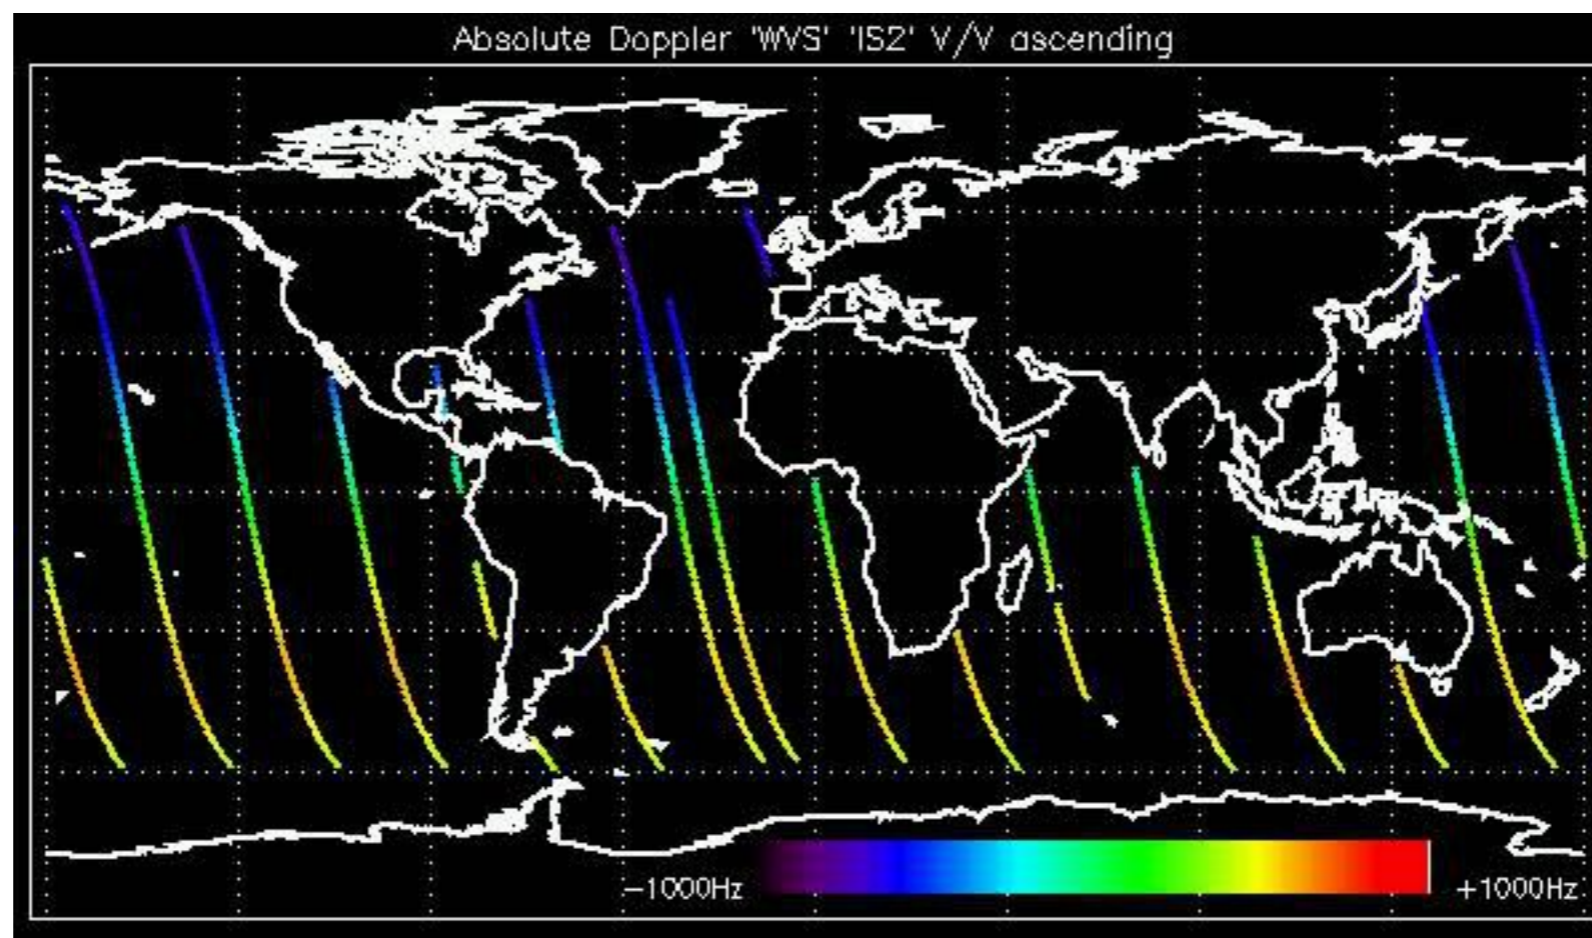 Absolute Doppler 'WVS' 'IS2' V/V ascending
-1000Hz +1000Hz